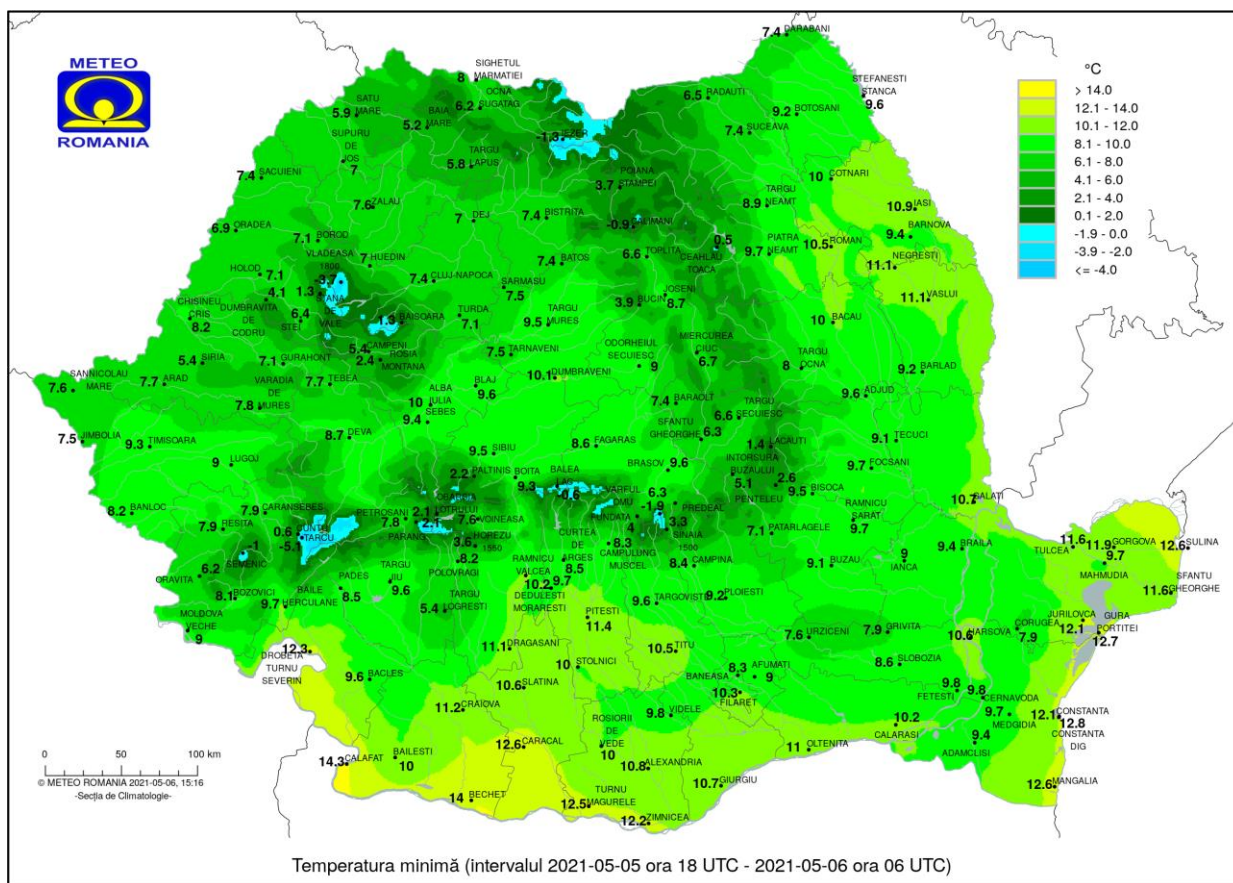 METEO
ROMANIA
°C
> 14.0
12.1 - 14.0
10.1 - 12.0
8.1 - 10.0
6.1 - 8.0
4.1 - 6.0
2.1 - 4.0
0.1 - 2.0
-1.9 - 0.0
-3.9 - -2.0
<= -4.0
7.4 DARABANI
SIGHETUL
8 MARMATIEI
OCNA
6.2 SUGATAG
STEFANESTI
STANCA
9.6
SATU
5.9 MARE
BAIA
5.2 MARE
6.5 RADAUTI
9.2 BOTOSANI
7.4 SUCEAVA
-1.3 IEZER
SUPURU
DE
JOS
7
TARGU
5.8 LAPUS
POIANA
3.7 STAMPEI
10 COTNARI
7.4 SACUIENI
7.6 ZALAU
7 DEJ
7.4 BISTRITA
-0.9 CALIMANI
TARGU
8.9 NEAMT
10.9 IASI
BARNOVA
9.4
6.9 ORADEA
7.1 BOROD
VLADEASA
1800
-3.7
7 HUEDIN
7.4 BATOS
6.6 TOPLITA
0.5
CEAHLAU
TOACA
PIATRA
9.7 NEAMT
10.5 ROMAN
NEGRESTI
11.1
HOLOD 7.1
4.1
DUMBRAVITA
DE
CODRU
1.3
STANA
DE
VALE
7.4 CLUJ-NAPOCA
SARMASU
7.5
JOSENI
8.7
3.9 BUCIN
11.1 VASLUI
CHISINEU
CRIS
8.2
6.4
STEI
1.3 BAISOARA
TURDA
7.1
TARGU
9.5 MURES
10 BACAU
5.4 SIRIA
7.1 GURAHONT
5.4 CAMPENI
2.4 ROSIA
MONTANA
7.5 TARNAVENI
ODORHEIUL
SECUIESC
9
MIERCUREA
CIUC
6.7
TARGU
8 OCNA
9.2 BARLAD
SANNICOLAU
7.6 MARE
7.7 ARAD
VARADIA
DE
7.8 MURES
7.7 TEBEA
10.1 DUMBRAVENI
ALBA
10 IULIA
SEBES
9.4
BLAJ
9.6
7.4 BARAOLT
9.6 ADJUD
TARGU
6.6 SECUIESC
7.5 JIMBOLIA
9.3 TIMISOARA
8.7 DEVA
9.5 SIBIU
8.6 FAGARAS
SFANTU
GHEORGHE 6.3
1.4 LACAUTI
9.1 TECUCI
9 LUGOJ
2.2 PALTINIS
BOITA
9.3
BALEA
LAC
-0.6
BRASOV 9.6
INTORSURA
BUZAULUI
5.1
2.6
PENTELEU
9.7 FOCSANI
9.5 BISOCA
10.7 GALATI
8.2 BANLOC
7.9 CARANSEBES
7.9 RESITA
0.6 CUNTU
-5.1 TARCU
PETROSANI
7.8
2.1
OBARSIA
LOTRULUI
-2.1
PARANG
7.6 VOINEASA
VARFUL
OMU
-1.9
6.3
PREDEAL
3.3
SINAIA
1500
FUNDATA
4
7.1 PATARLAGELE
RAMNICU
SARAT
9.7
-1
SEMENIC
3.6 HOREZU
1550
8.2
POLOVRAGI
CURTEA
DE
ARGES
8.5
8.3
CAMPULUNG
MUSCEL
8.4 CAMPINA
9.1 BUZAU
9
IANCA
9.4 BRAILA
11.6
TULCEA
11.9 GORGOVA
9.7
MAHMUDIA
12.6 SULINA
SFANTU
11.6 GHEORGHE
6.2
ORAVITA
8.1 BOZOVICI
BAILE
9.7 HERCULANE
PADES
8.5
TARGU
JIU
9.6
RAMNICU
VALCEA
10.2
9.7
DEDULESTI
MORARESTI
TARGU
5.4 LOGRESTI
PITESTI
11.4
9.6 TARGOVISTE
9.2 PLOIESTI
MOLDOVA
VECHE
9
12.3
DROBETA
TURNU
SEVERIN
11.1 DRAGASANI
10.5 TITU
7.6 URZICENI
7.9 GRIVITA
10.6 HARSOVA
CORUGEA
7.9
JURILOVCA
12.1
GURA
PORTITEI
12.7
9.6 BACLES
10 STOLNICI
8.3 AFUMATI
BANEASA 9
10.3
FILARET
8.6 SLOBOZIA
10.6 SLATINA
11.2 CRAIOVA
9.8 VIDELE
9.8
FETESTI
9.8
CERNAVODA
9.7
MEDGIDIA
12.1 CONSTANTA
12.8
CONSTANTA
DIG
10.2
CALARASI
9.4
ADAMCLISI
ROSIORII
DE
VEDE
10
12.6 CARACAL
11 OLTENITA
14.3 CALAFAT
BAILESTI
10
10.8 ALEXANDRIA
10.7 GIURGIU
12.6 MANGALIA
14 BECHET
TURNU
12.5 MAGURELE
12.2 ZIMNICEA
0 50 100 km
© METEO ROMANIA 2021-05-06, 15:16
-Secția de Climatologie-
Temperatura minimă (intervalul 2021-05-05 ora 18 UTC - 2021-05-06 ora 06 UTC)